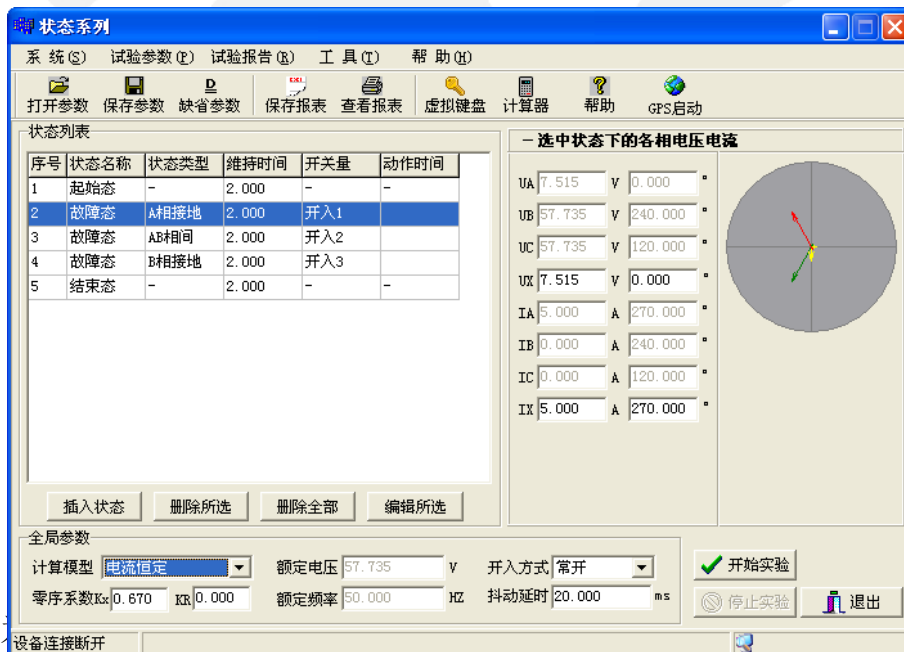 状态系列
系 统(S) 试验参数(P) 试验报告(R) 工 具(T) 帮 助(H)
打开参数 保存参数 缺省参数 保存报表 查看报表 虚拟键盘 计算器 帮助 GPS启动
状态列表
序号 状态名称 状态类型 维持时间 开关量 动作时间
1 起始态 - 2.000 - -
2 故障态 A相接地 2.000 开入1
3 故障态 AB相间 2.000 开入2
4 故障态 B相接地 2.000 开入3
5 结束态 - 2.000 - -
插入状态 删除所选 删除全部 编辑所选
-选中状态下的各相电压电流
UA 7.515 V 0.000 °
UB 57.735 V 240.000 °
UC 57.735 V 120.000 °
UX 7.515 V 0.000 °
IA 5.000 A 270.000 °
IB 0.000 A 240.000 °
IC 0.000 A 120.000 °
IX 5.000 A 270.000 °
全局参数
计算模型 电流恒定 额定电压 57.735 V 开入方式 常开
零序系数Kx 0.670 KR 0.000 额定频率 50.000 HZ 抖动延时 20.000 ms
开始实验
停止实验 退出
设备连接断开